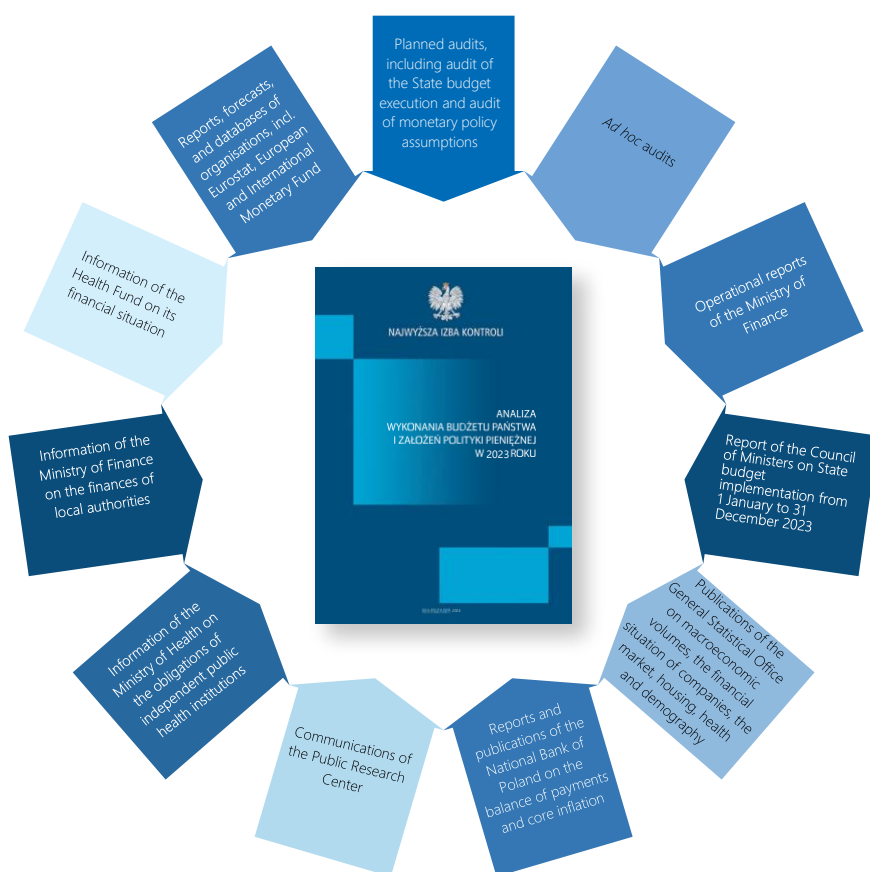 Planned audits,
including audit of
the State budget
execution and audit
of monetary policy
assumptions
Ad hoc audits
Operational reports
of the Ministry of
Finance
Report of the Council
of Ministers on State
budget
implementation from
1 January to 31
December 2023
Publications of the
General Statistical Office
on macroeconomic
volumes, the financial
situation of companies, the
market, housing, health
and demography
Reports and
publications of the
National Bank of
Poland on the
balance of payments
and core inflation
Communications of
the Public Research
Center
Information of the
Ministry of Health on
the obligations of
independent public
health institutions
Information of the
Ministry of Finance
on the finances of
local authorities
Information of the
Health Fund on its
financial situation
Reports, forecasts,
and databases of
organisations, incl.
Eurostat, European
and International
Monetary Fund
NAJWYŻSZA IZBA KONTROLI
ANALIZA
WYKONANIA BUDŻETU PAŃSTWA
I ZAŁOŻEŃ POLITYKI PIENIĘŻNEJ
W 2023 ROKU